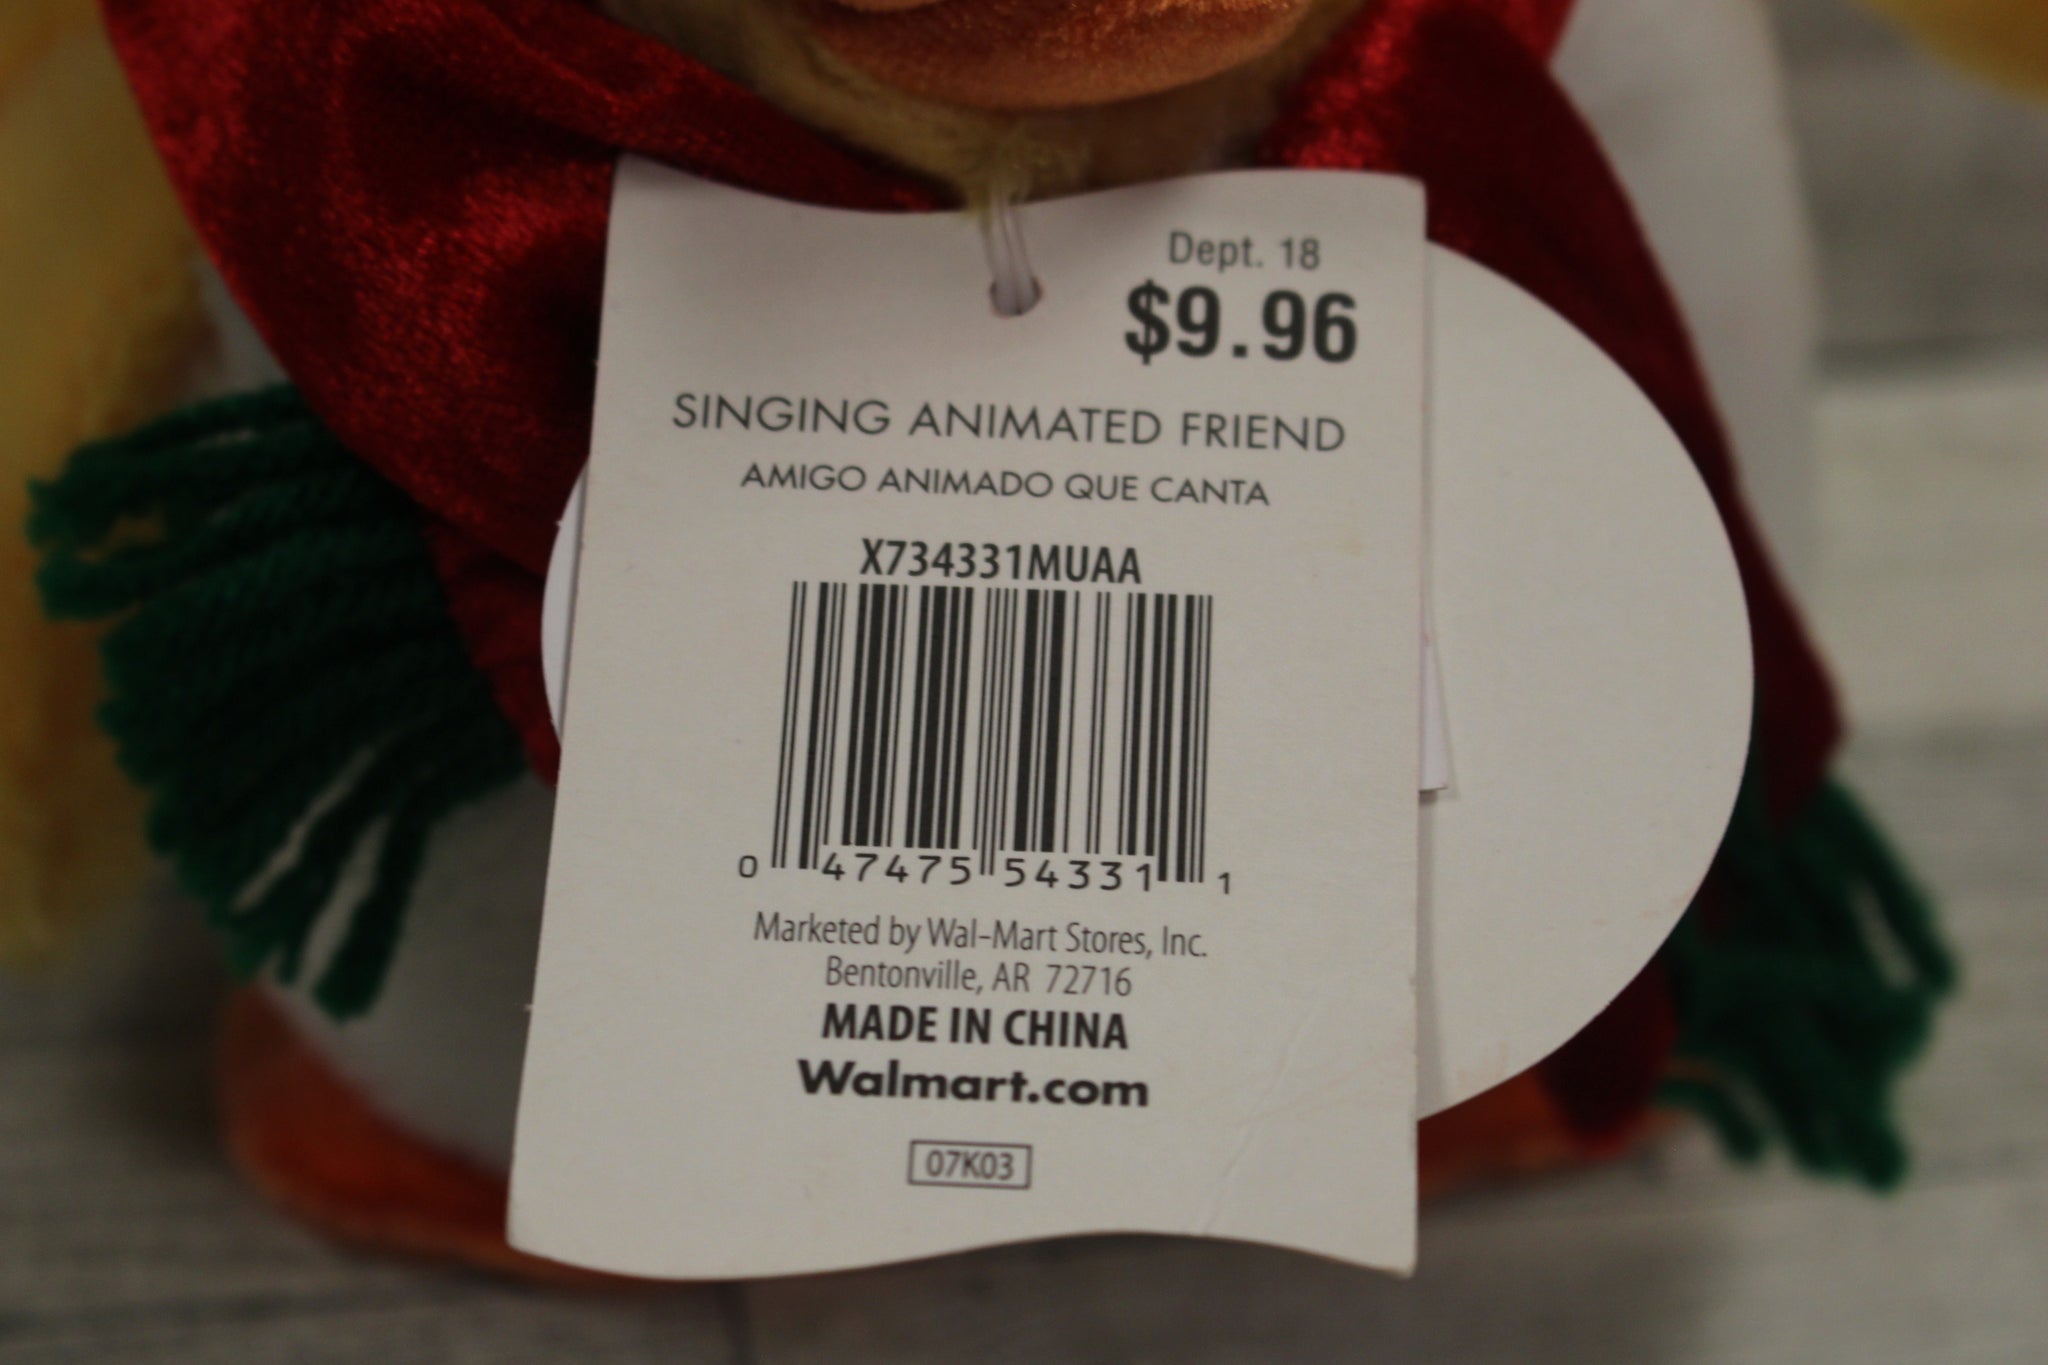 Dept. 18
$9.96
SINGING ANIMATED FRIEND
AMIGO ANIMADO QUE CANTA
X734331MUAA
0 47475 54331 1
Marketed by Wal-Mart Stores, Inc.
Bentonville, AR 72716
MADE IN CHINA
Walmart.com
07K03